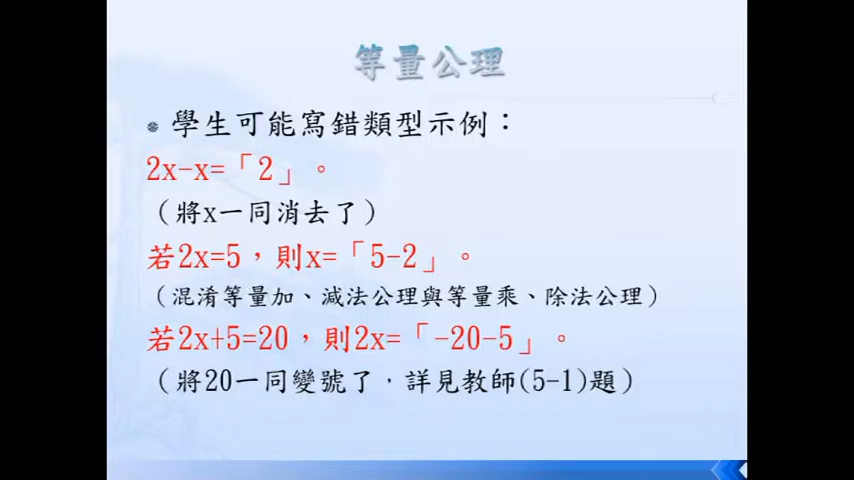 等量公理
學生可能寫錯類型示例：
2x-x=「2」。
（將x一同消去了）
若2x=5，則x=「5-2」。
（混淆等量加、減法公理與等量乘、除法公理）
若2x+5=20，則2x=「-20-5」。
（將20一同變號了，詳見教師(5-1)題）